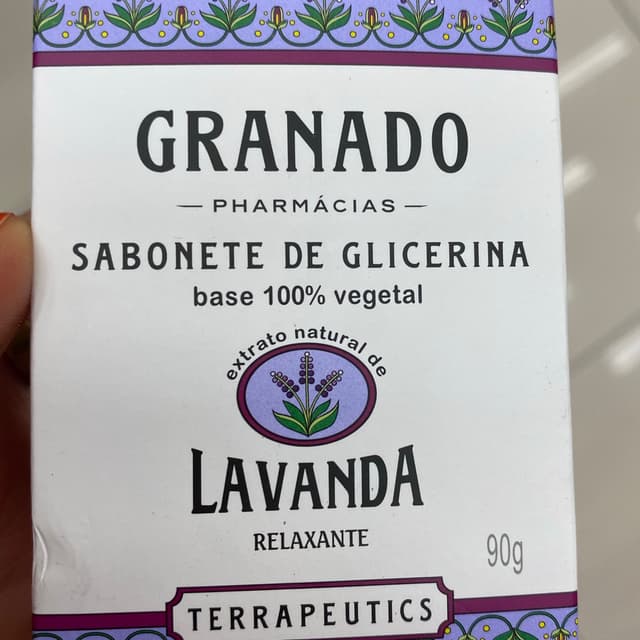 GRANADO
PHARMÁCIAS
SABONETE DE GLICERINA
base 100% vegetal
extrato natural de
LAVANDA
RELAXANTE
90g
TERRAPEUTICS